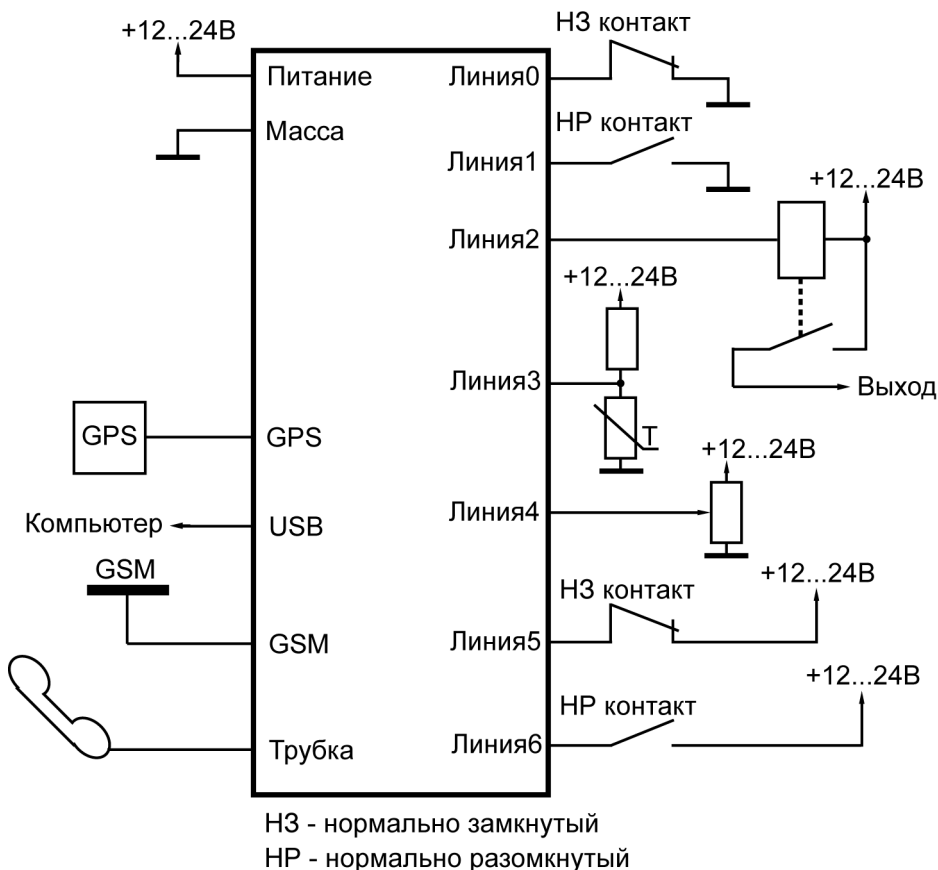 +12...24В
НЗ контакт
Питание
Линия0
Масса
НР контакт
Линия1
+12...24В
Линия2
+12...24В
Линия3
Выход
GPS
GPS
Т
+12...24В
Линия4
Компьютер
USB
GSM
+12...24В
НЗ контакт
GSM
Линия5
+12...24В
НР контакт
Трубка
Линия6
НЗ - нормально замкнутый
НР - нормально разомкнутый